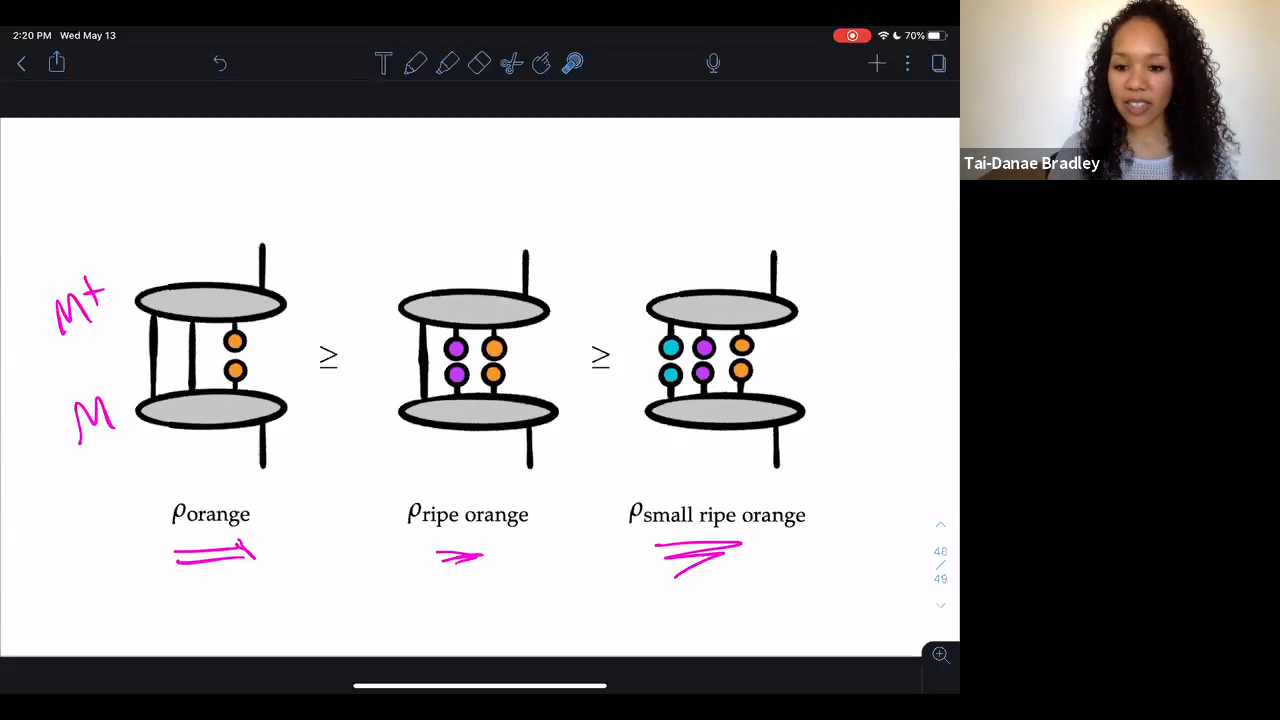 2:20 PM Wed May 13
70%
T
Tai-Danae Bradley
M+
≥
≥
M
ρorange
ρripe orange
ρsmall ripe orange
48
/
49